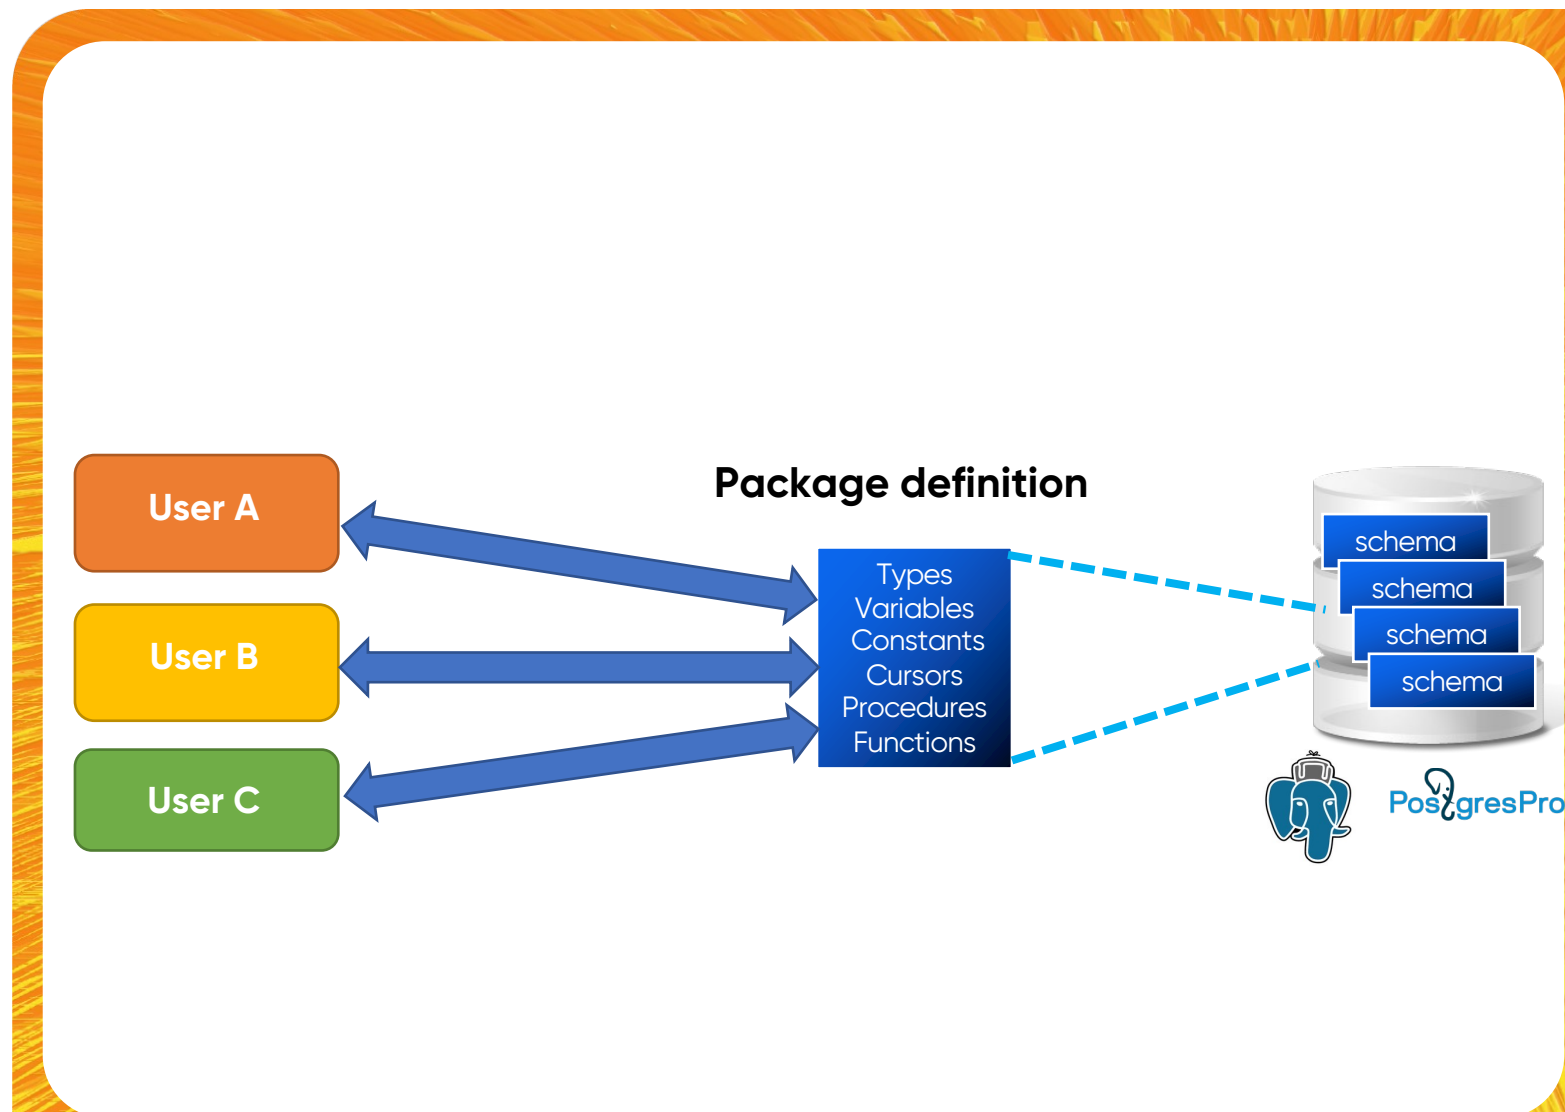 User A
User B
User C
Package definition
Types
Variables
Constants
Cursors
Procedures
Functions
schema
schema
schema
schema
PostgresPro